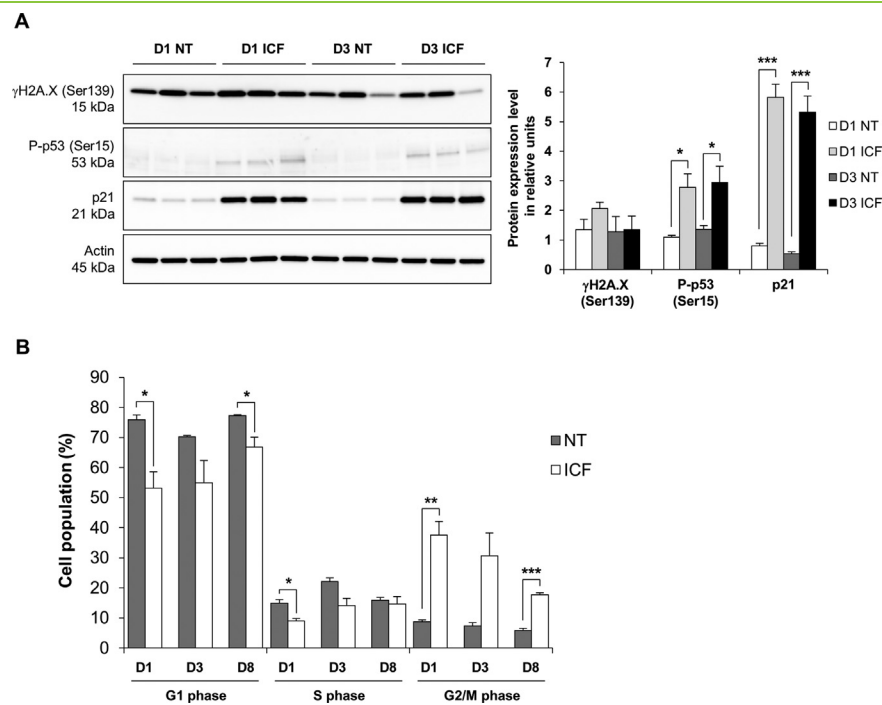 A
D1 NT D1 ICF D3 NT D3 ICF
γH2A.X (Ser139)
15 kDa
P-p53 (Ser15)
53 kDa
p21
21 kDa
Actin
45 kDa
Protein expression level
in relative units
7
6
5
4
3
2
1
0
*
*
***
***
γH2A.X
(Ser139)
P-p53
(Ser15)
p21
D1 NT
D1 ICF
D3 NT
D3 ICF
B
Cell population (%)
90
80
70
60
50
40
30
20
10
0
*
*
*
**
***
NT
ICF
D1 D3 D8 D1 D3 D8 D1 D3 D8
G1 phase S phase G2/M phase